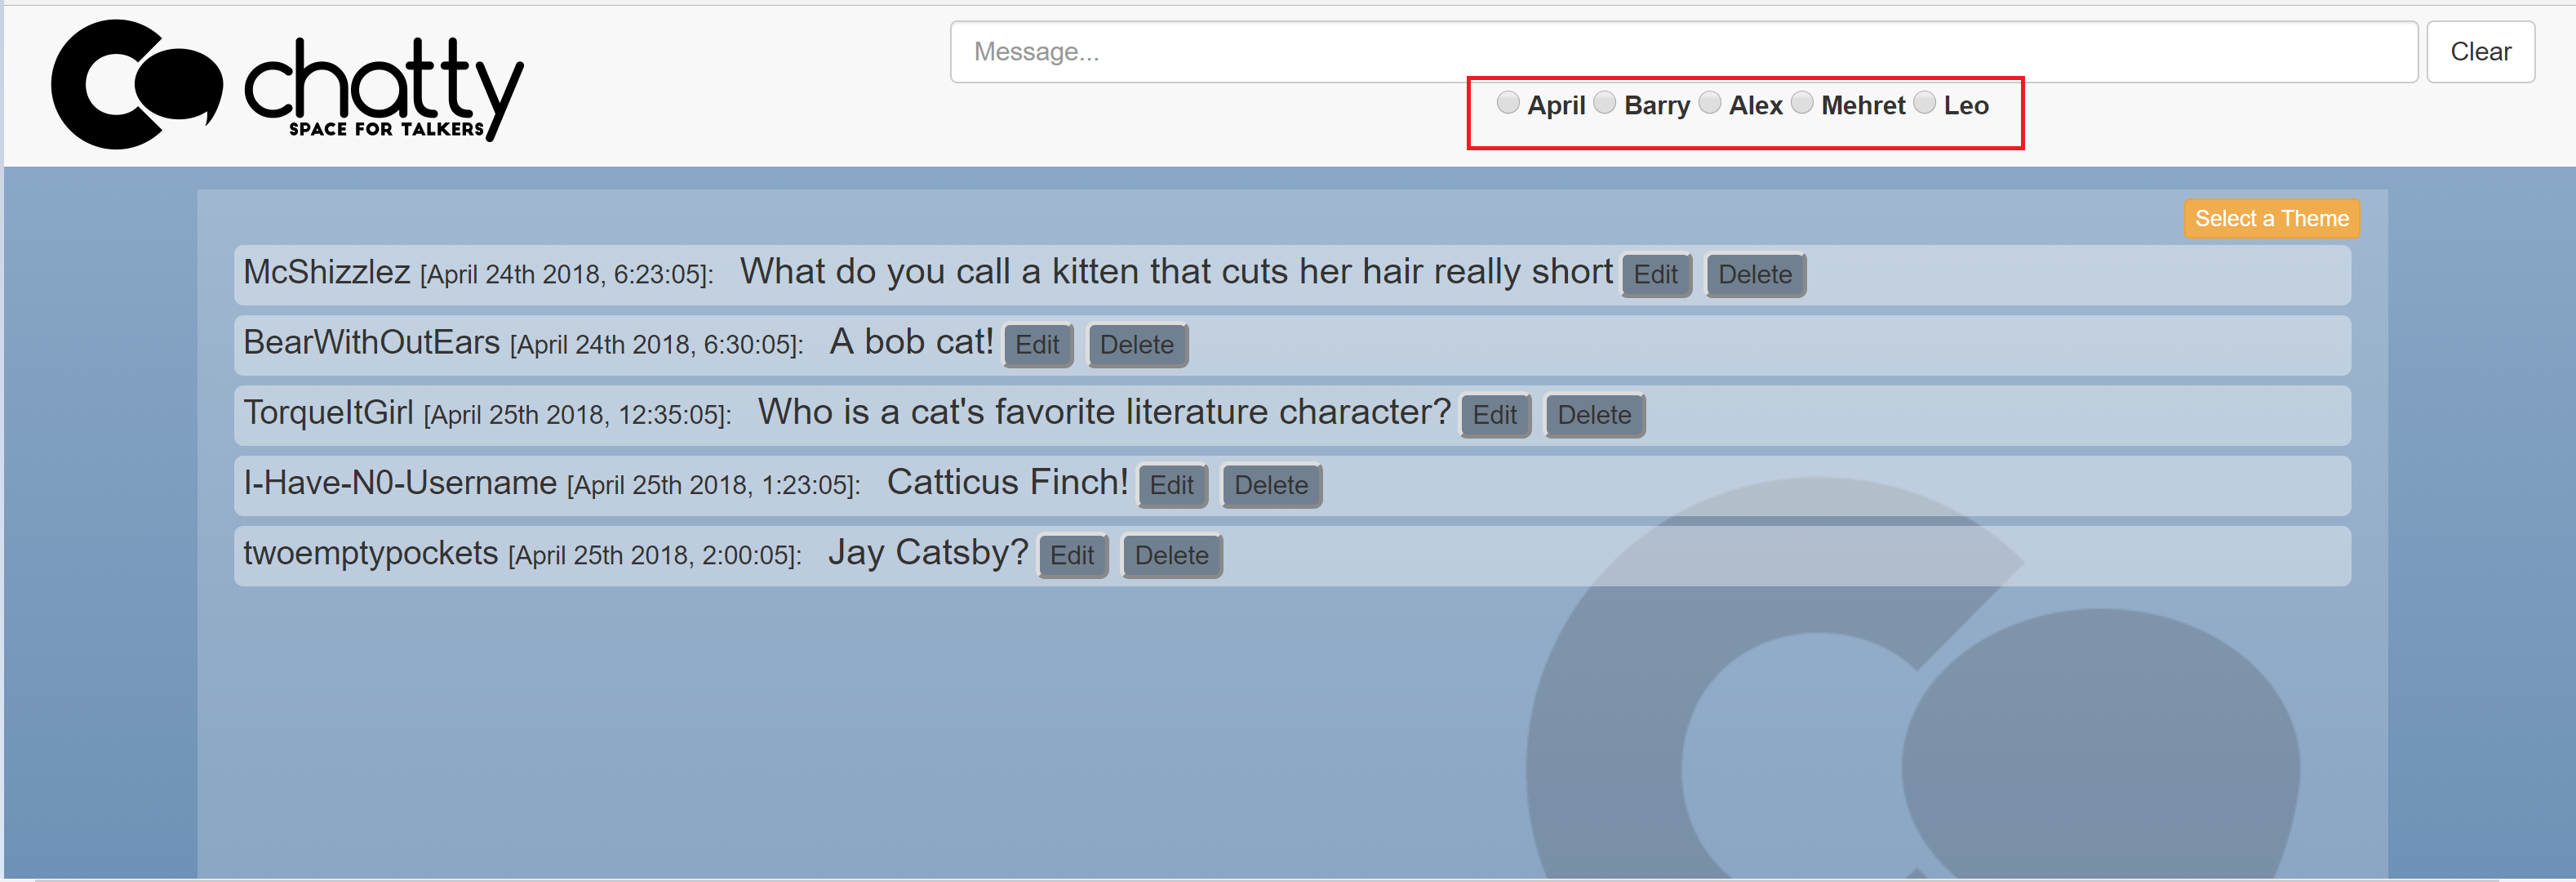 chatty
SPACE FOR TALKERS
Message...
Clear
April Barry Alex Mehret Leo
Select a Theme
McShizzlez [April 24th 2018, 6:23:05]: What do you call a kitten that cuts her hair really short Edit Delete
BearWithOutEars [April 24th 2018, 6:30:05]: A bob cat! Edit Delete
TorqueItGirl [April 25th 2018, 12:35:05]: Who is a cat's favorite literature character? Edit Delete
I-Have-N0-Username [April 25th 2018, 1:23:05]: Catticus Finch! Edit Delete
twoemptypockets [April 25th 2018, 2:00:05]: Jay Catsby? Edit Delete